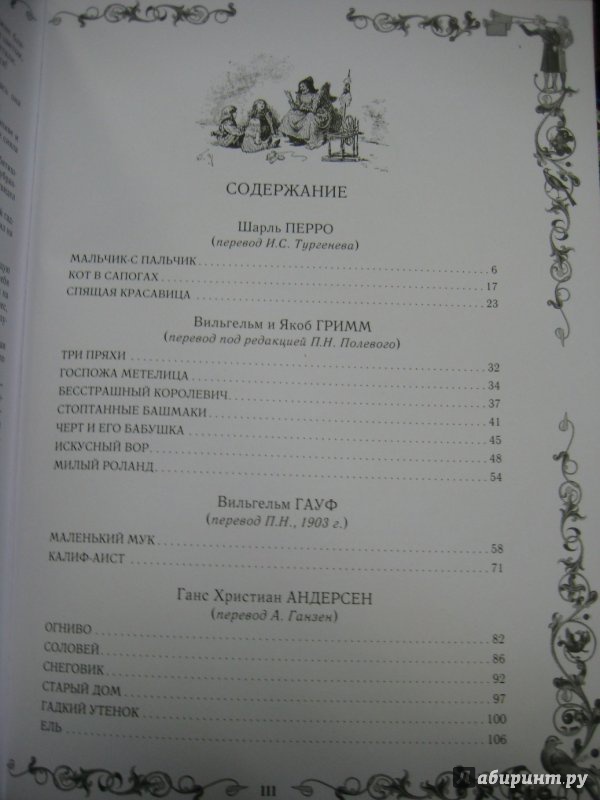 СОДЕРЖАНИЕ
Шарль ПЕРРО
(перевод И.С. Тургенева)
МАЛЬЧИК-С ПАЛЬЧИК 6
КОТ В САПОГАХ 17
СПЯЩАЯ КРАСАВИЦА 23
Вильгельм и Якоб ГРИММ
(перевод под редакцией П.Н. Полевого)
ТРИ ПРЯХИ 32
ГОСПОЖА МЕТЕЛИЦА 34
БЕССТРАШНЫЙ КОРОЛЕВИЧ 37
СТОПТАННЫЕ БАШМАКИ 41
ЧЕРТ И ЕГО БАБУШКА 45
ИСКУСНЫЙ ВОР 48
МИЛЫЙ РОЛАНД 54
Вильгельм ГАУФ
(перевод П.Н., 1903 г.)
МАЛЕНЬКИЙ МУК 58
КАЛИФ-АИСТ 71
Ганс Христиан АНДЕРСЕН
(перевод А. Ганзен)
ОГНИВО 82
СОЛОВЕЙ 86
СНЕГОВИК 92
СТАРЫЙ ДОМ 97
ГАДКИЙ УТЕНОК 100
ЕЛЬ 106
III
лабиринт.ру